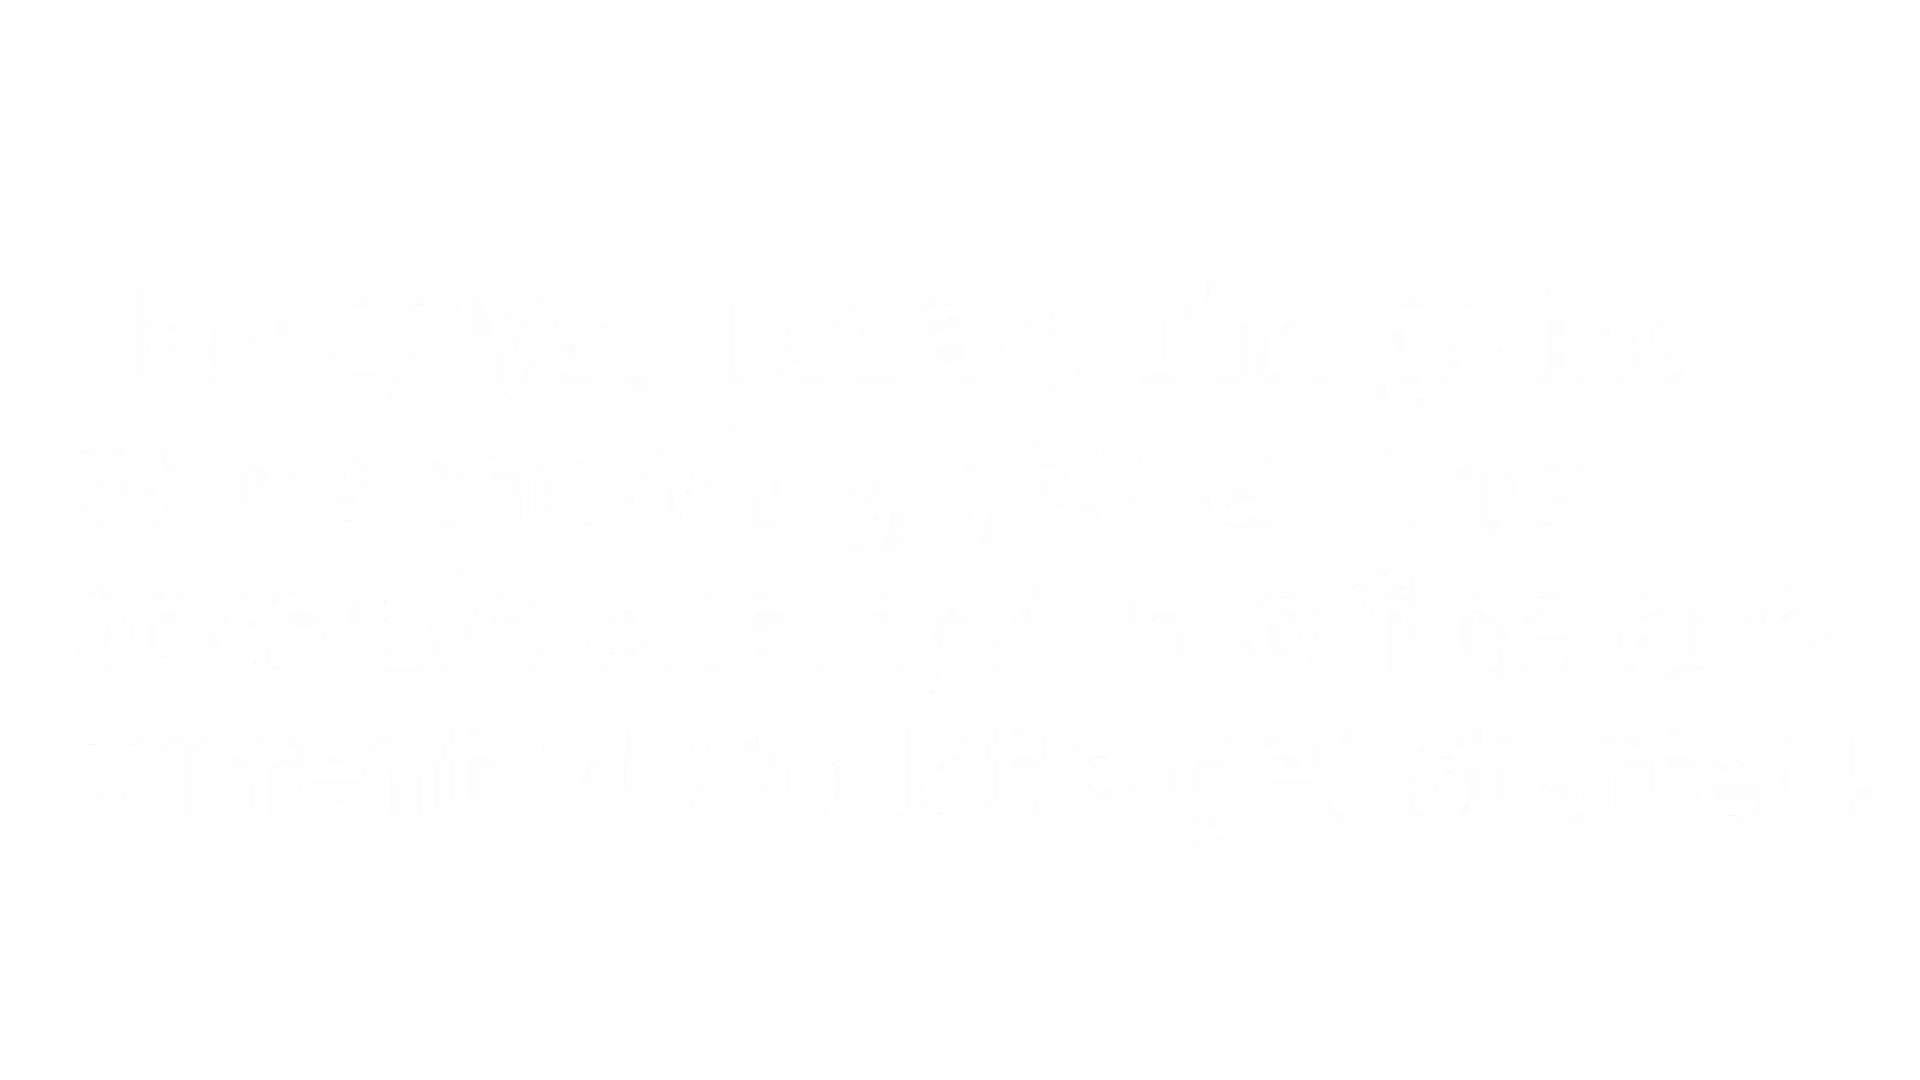 Hey guys! Today, I'm going
to be showing you all the
possible endings in office.exe
currently! So let's get started!